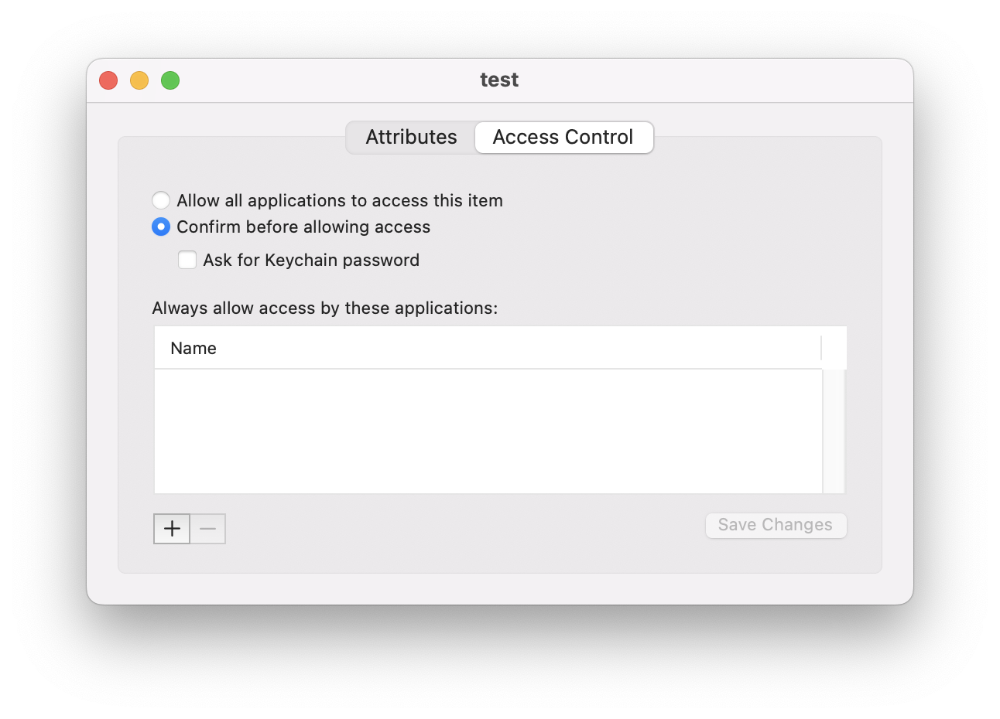 test
Attributes
Access Control
Allow all applications to access this item
Confirm before allowing access
Ask for Keychain password
Always allow access by these applications:
Name
Save Changes